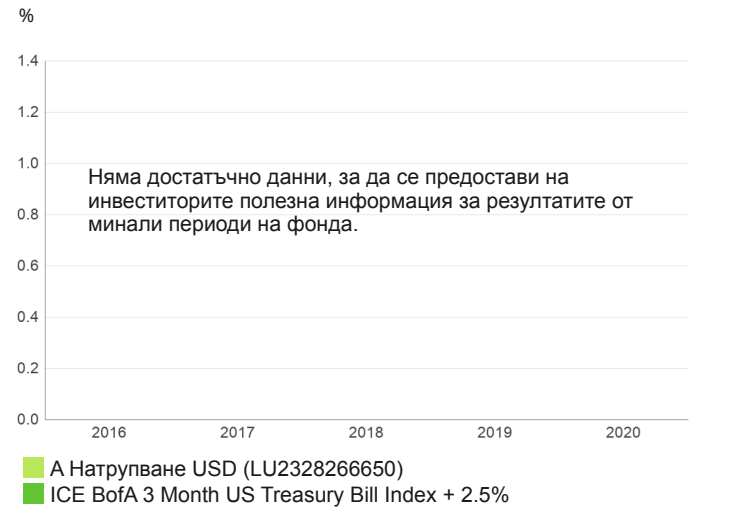 %
1.4
1.2
1.0
Няма достатъчно данни, за да се предостави на
инвеститорите полезна информация за резултатите от
0.8
минали периоди на фонда.
0.6
0.4
0.2
0.0
2016 2017 2018 2019 2020
А Натрупване USD (LU2328266650)
ICE BofA 3 Month US Treasury Bill Index + 2.5%